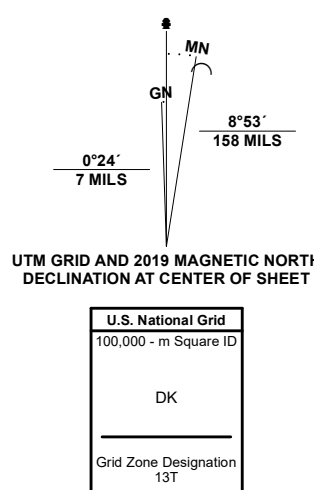 MN
GN
8°53´
158 MILS
0°24´
7 MILS
UTM GRID AND 2019 MAGNETIC NORTH
DECLINATION AT CENTER OF SHEET
U.S. National Grid
100,000 - m Square ID
DK
Grid Zone Designation
13T